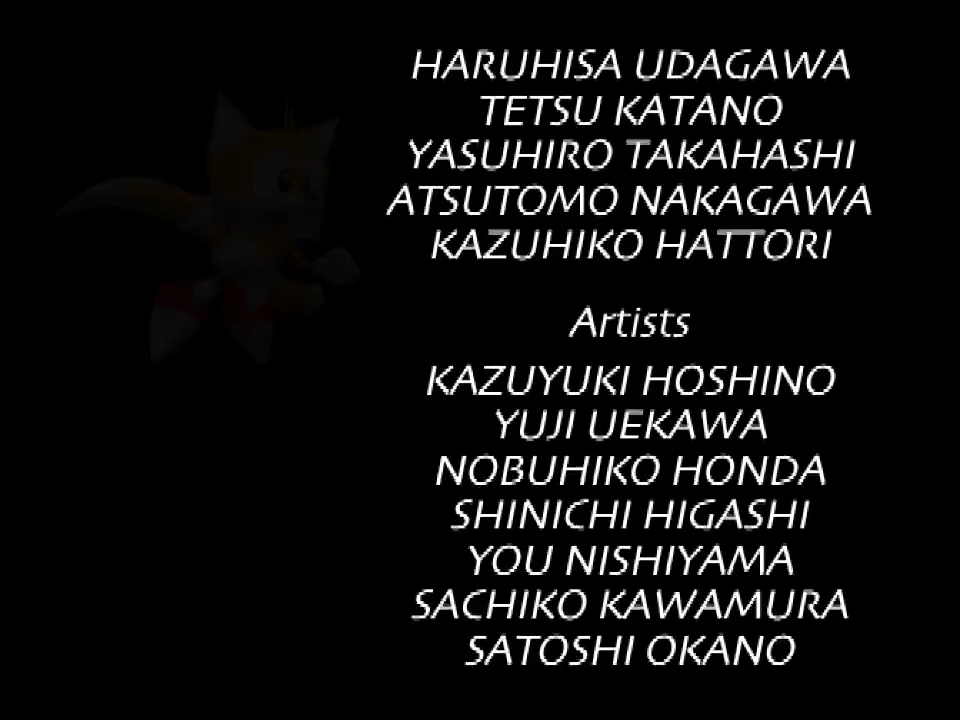 HARUHISA UDAGAWA
TETSU KATANO
YASUHIRO TAKAHASHI
ATSUTOMO NAKAGAWA
KAZUHIKO HATTORI
Artists
KAZUYUKI HOSHINO
YUJI UEKAWA
NOBUHIKO HONDA
SHINICHI HIGASHI
YOU NISHIYAMA
SACHIKO KAWAMURA
SATOSHI OKANO